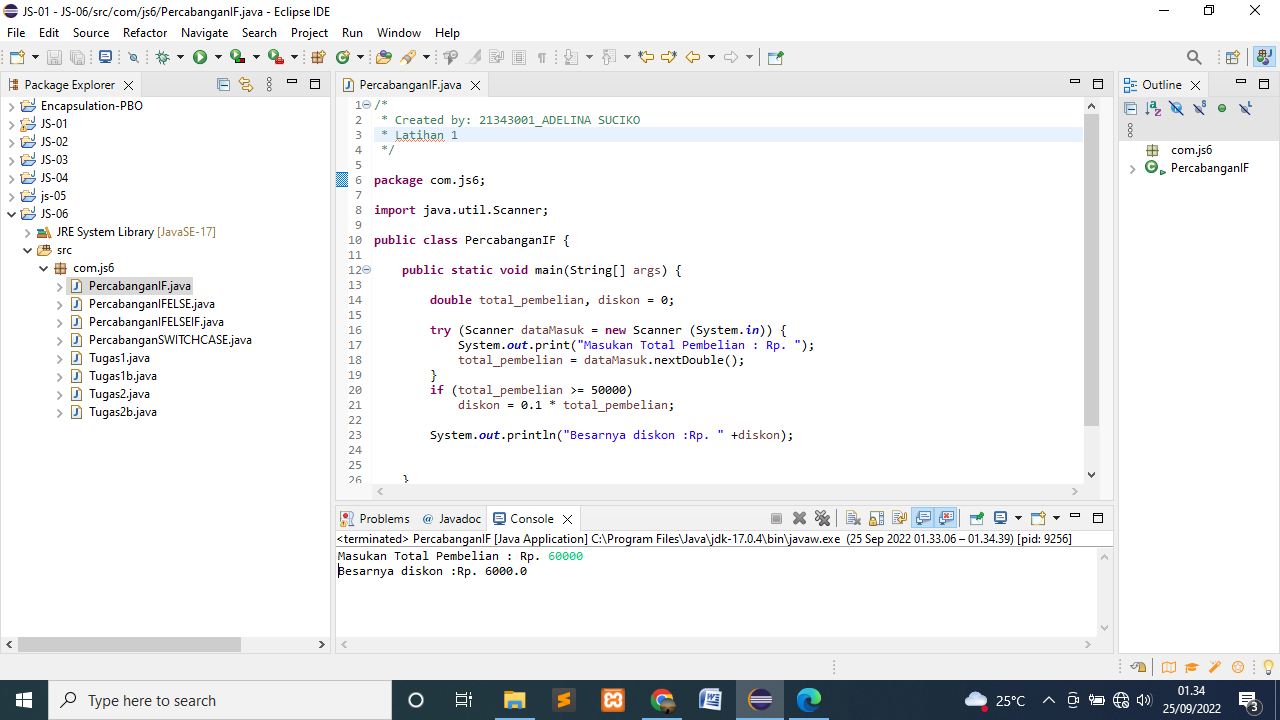 JS-01 - JS-06/src/com/js6/PercabanganIF.java - Eclipse IDE
File Edit Source Refactor Navigate Search Project Run Window Help
Package Explorer
Encapsulation-PBO
JS-01
JS-02
JS-03
JS-04
js-05
JS-06
JRE System Library [JavaSE-17]
src
com.js6
PercabanganIF.java
PercabanganIFELSE.java
PercabanganIFELSEIF.java
PercabanganSWITCHCASE.java
Tugas1.java
Tugas1b.java
Tugas2.java
Tugas2b.java
PercabanganIF.java
1 /*
2 * Created by: 21343001_ADELINA SUCIKO
3 * Latihan 1
4 */
5
6 package com.js6;
7
8 import java.util.Scanner;
9
10 public class PercabanganIF {
11
12 public static void main(String[] args) {
13
14 double total_pembelian, diskon = 0;
15
16 try (Scanner dataMasuk = new Scanner (System.in)) {
17 System.out.print("Masukan Total Pembelian : Rp. ");
18 total_pembelian = dataMasuk.nextDouble();
19 }
20 if (total_pembelian >= 50000)
21 diskon = 0.1 * total_pembelian;
22
23 System.out.println("Besarnya diskon :Rp. " +diskon);
24
25
26 }
Outline
com.js6
PercabanganIF
Problems Javadoc Console
<terminated> PercabanganIF [Java Application] C:\Program Files\Java\jdk-17.0.4\bin\javaw.exe (25 Sep 2022 01.33.06 – 01.34.39) [pid: 9256]
Masukan Total Pembelian : Rp. 60000
Besarnya diskon :Rp. 6000.0
Type here to search
25°C
01.34
25/09/2022
3